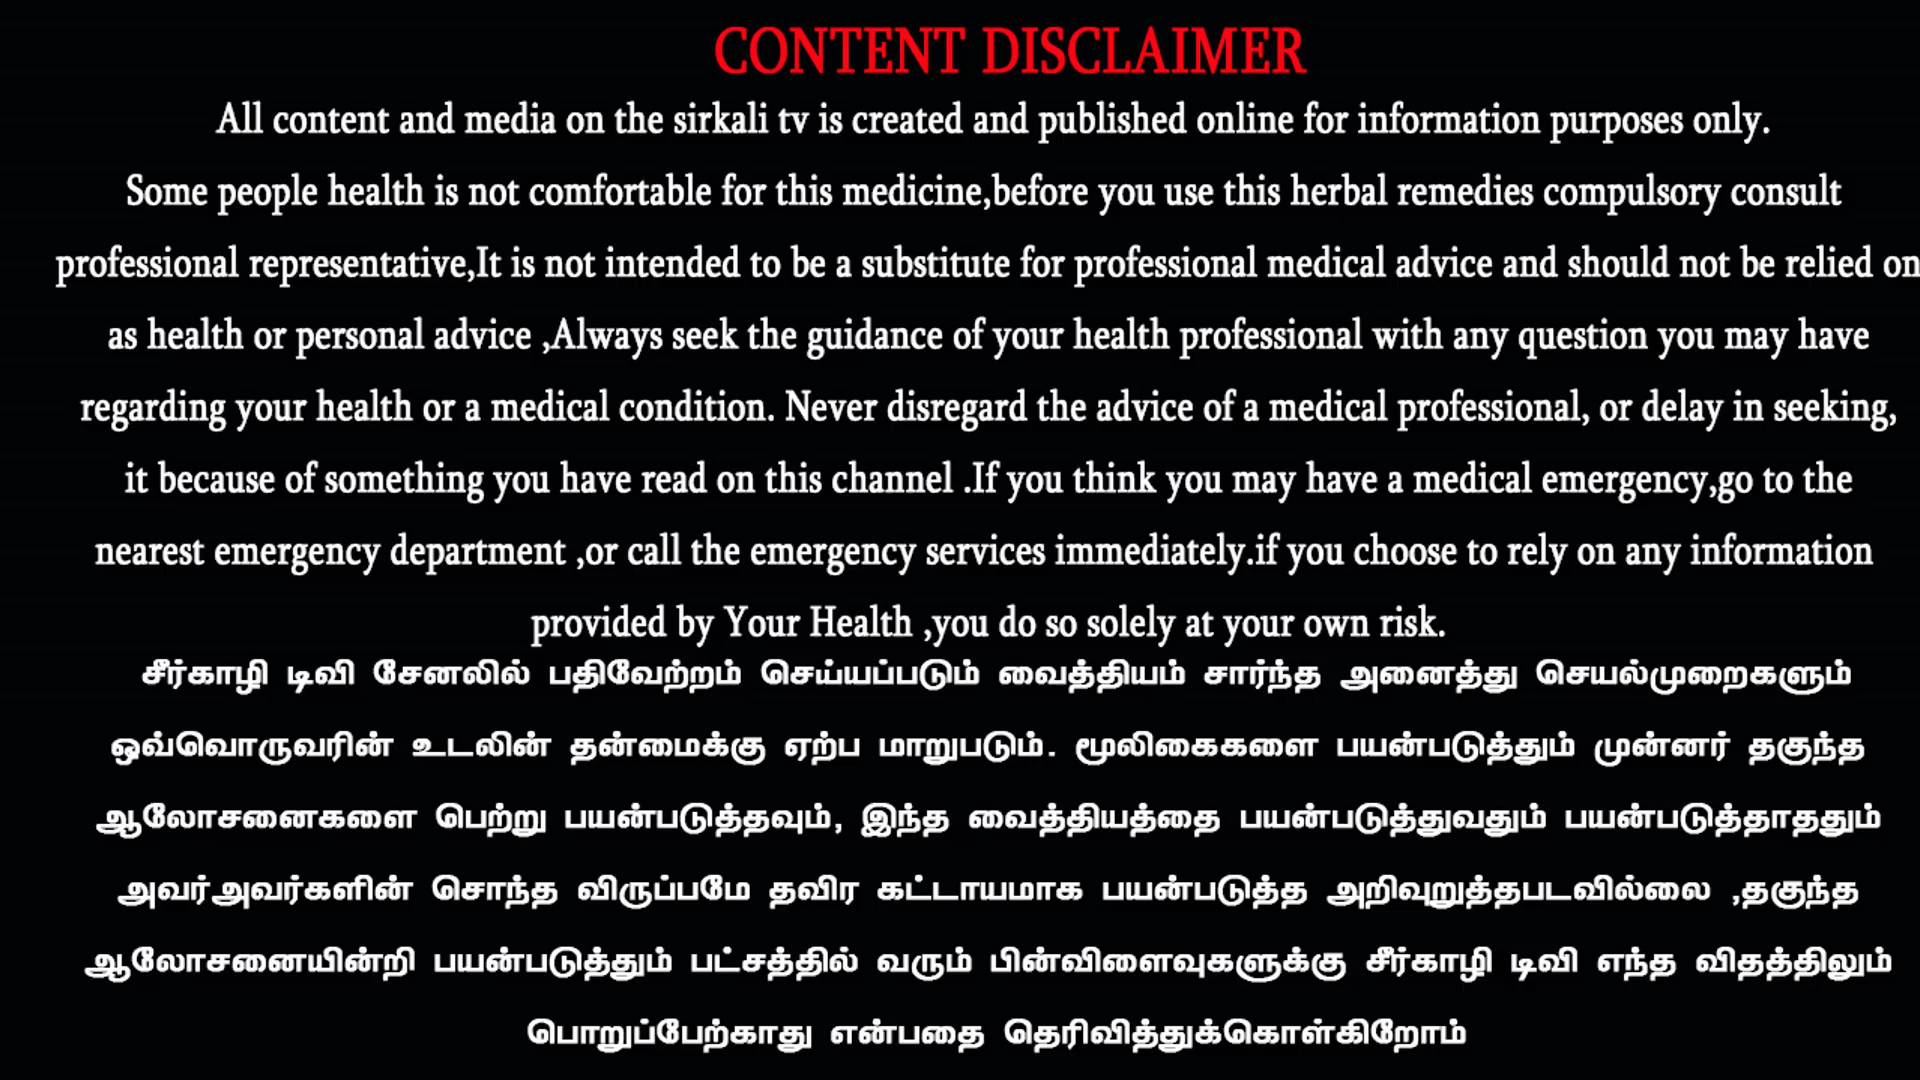 CONTENT DISCLAIMER
All content and media on the sirkali tv is created and published online for information purposes only.
Some people health is not comfortable for this medicine,before you use this herbal remedies compulsory consult
professional representative,It is not intended to be a substitute for professional medical advice and should not be relied on
as health or personal advice ,Always seek the guidance of your health professional with any question you may have
regarding your health or a medical condition. Never disregard the advice of a medical professional, or delay in seeking,
it because of something you have read on this channel .If you think you may have a medical emergency,go to the
nearest emergency department ,or call the emergency services immediately.if you choose to rely on any information
provided by Your Health ,you do so solely at your own risk.
சீர்காழி டிவி சேனலில் பதிவேற்றம் செய்யப்படும் வைத்தியம் சார்ந்த அனைத்து செயல்முறைகளும்
ஒவ்வொருவரின் உடலின் தன்மைக்கு ஏற்ப மாறுபடும். மூலிகைகளை பயன்படுத்தும் முன்னர் தகுந்த
ஆலோசனைகளை பெற்று பயன்படுத்தவும், இந்த வைத்தியத்தை பயன்படுத்துவதும் பயன்படுத்தாததும்
அவர்அவர்களின் சொந்த விருப்பமே தவிர கட்டாயமாக பயன்படுத்த அறிவுறுத்தபடவில்லை ,தகுந்த
ஆலோசனையின்றி பயன்படுத்தும் பட்சத்தில் வரும் பின்விளைவுகளுக்கு சீர்காழி டிவி எந்த விதத்திலும்
பொறுப்பேற்காது என்பதை தெரிவித்துக்கொள்கிறோம்